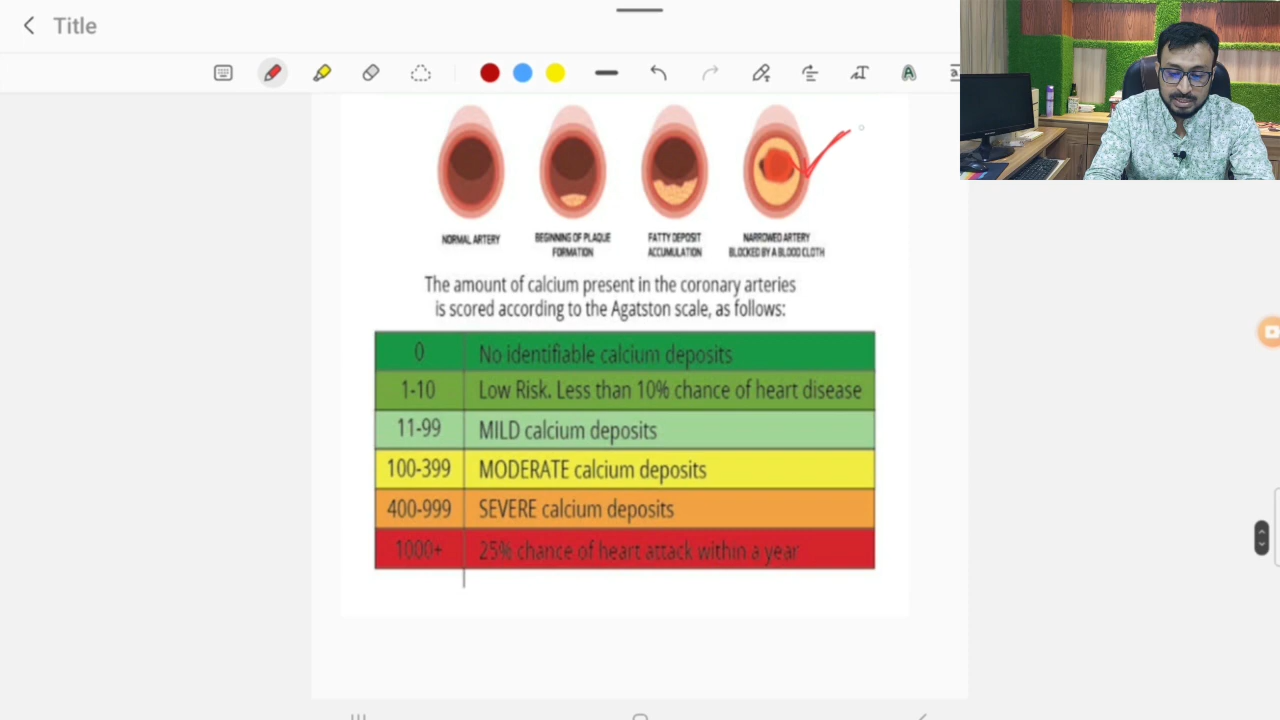 Title
NORMAL ARTERY
BEGINNING OF PLAQUE
FORMATION
FATTY DEPOSIT
ACCUMULATION
NARROWED ARTERY
BLOCKED BY A BLOOD CLOTH
The amount of calcium present in the coronary arteries
is scored according to the Agatston scale, as follows:
0 No identifiable calcium deposits
1-10 Low Risk. Less than 10% chance of heart disease
11-99 MILD calcium deposits
100-399 MODERATE calcium deposits
400-999 SEVERE calcium deposits
1000+ 25% chance of heart attack within a year